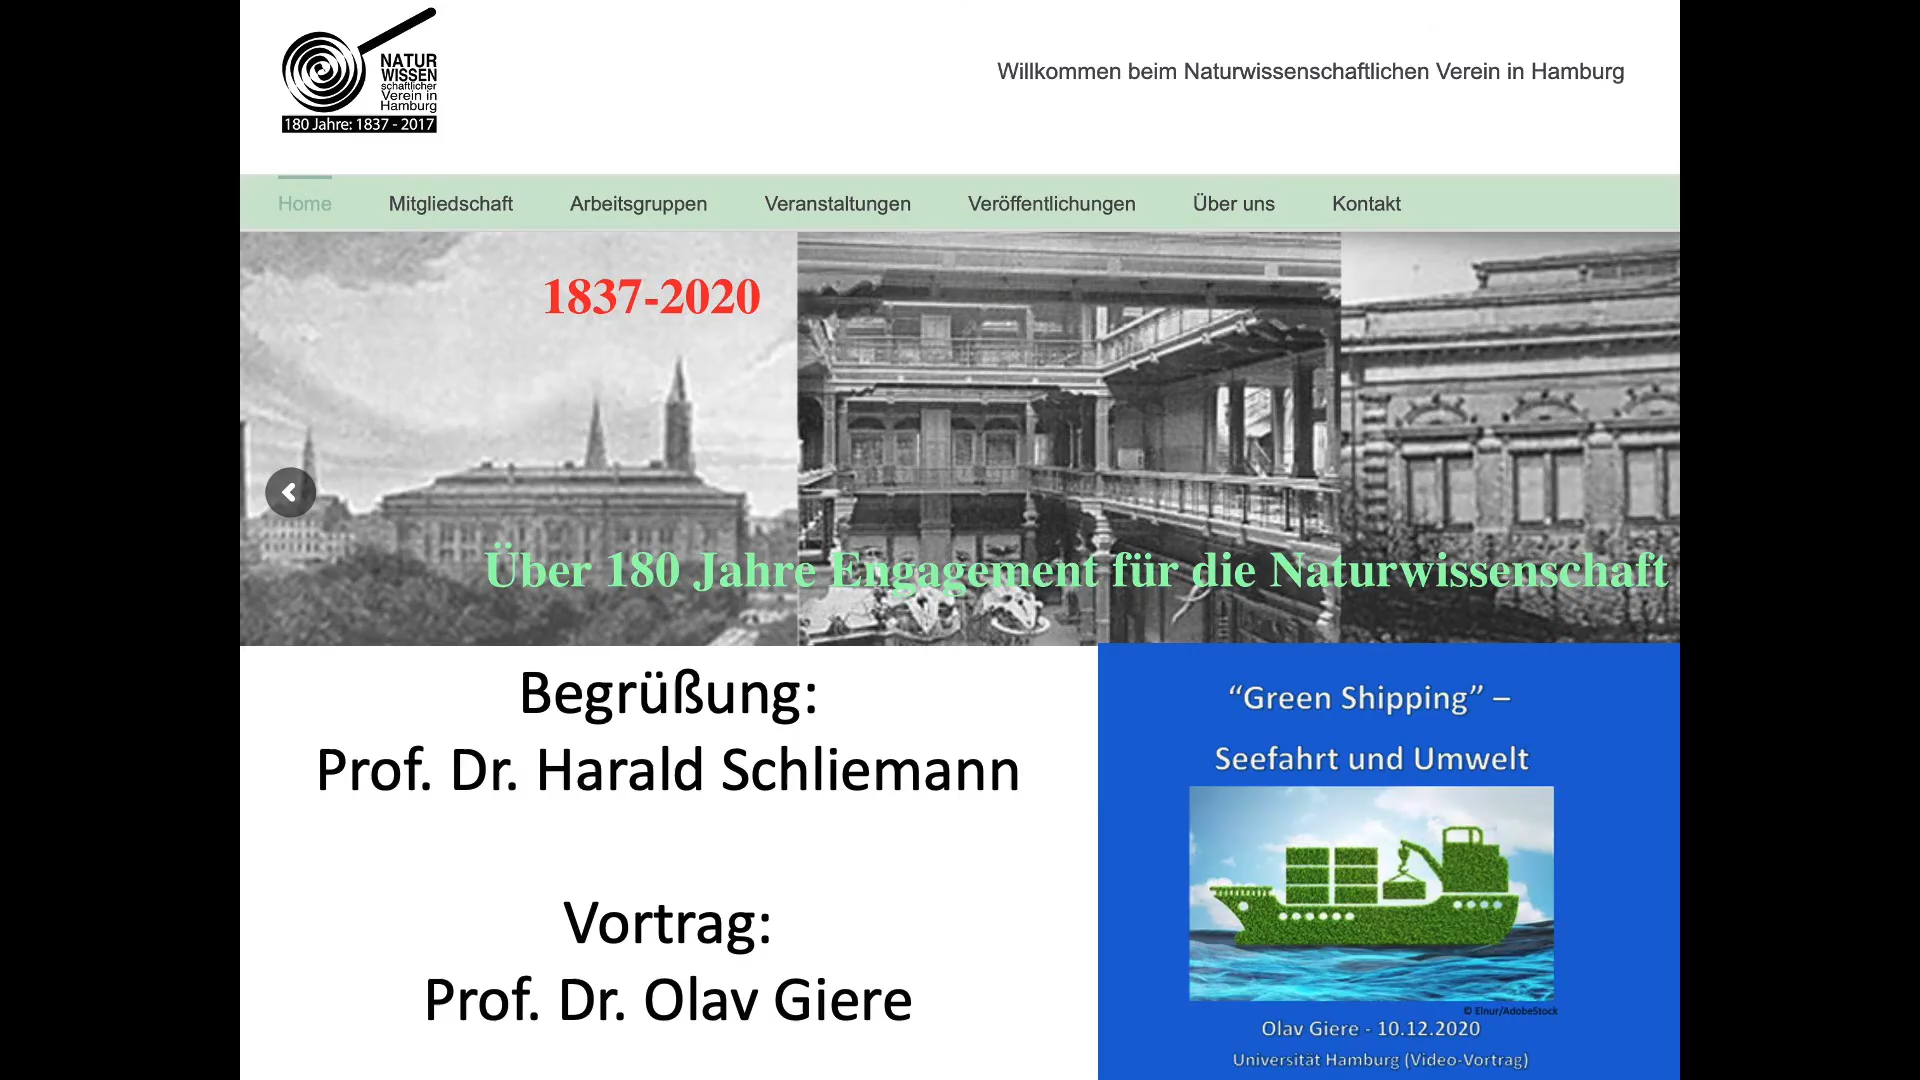 NATUR
WISSEN
schaftlicher
Verein in
Hamburg
180 Jahre: 1837 - 2017
Willkommen beim Naturwissenschaftlichen Verein in Hamburg
Home Mitgliedschaft Arbeitsgruppen Veranstaltungen Veröffentlichungen Über uns Kontakt
1837-2020
Über 180 Jahre Engagement für die Naturwissenschaft
Begrüßung:
Prof. Dr. Harald Schliemann
Vortrag:
Prof. Dr. Olav Giere
“Green Shipping” –
Seefahrt und Umwelt
© Elnur/AdobeStock
Olav Giere - 10.12.2020
Universität Hamburg (Video-Vortrag)